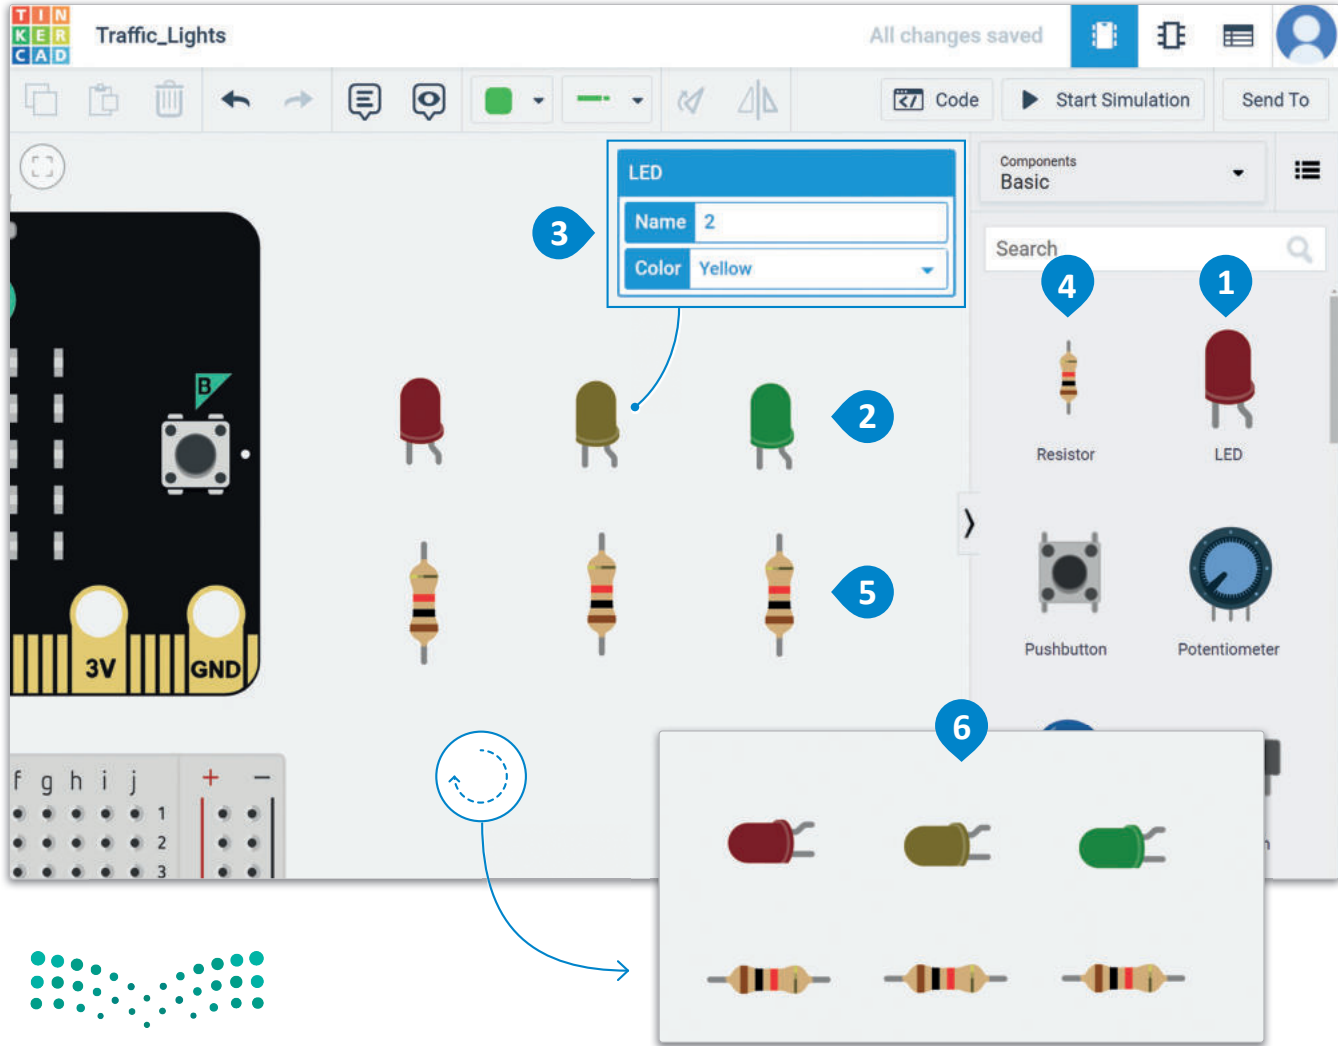 TIN
KER
CAD
Traffic_Lights
All changes saved
Code
Start Simulation
Send To
Components
Basic
Search
LED
Name 2
Color Yellow
3
4
1
2
5
6
B
Resistor
LED
Pushbutton
Potentiometer
3V
GND
f g h i j + −
1
2
3